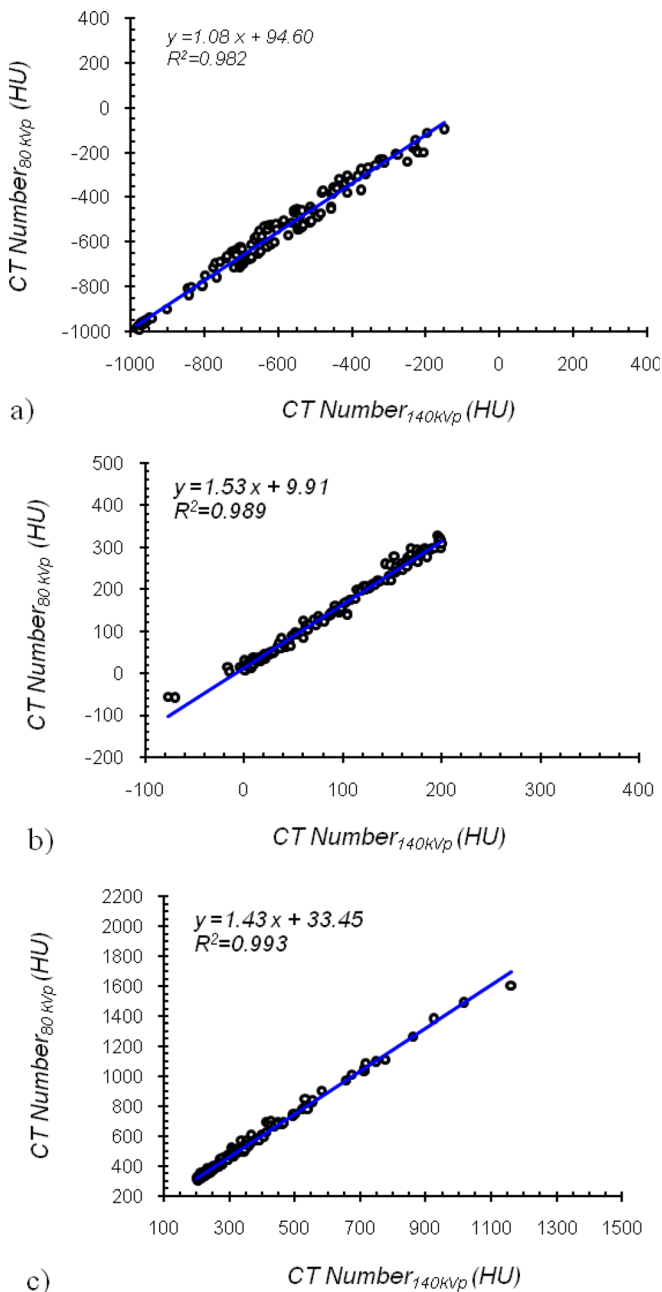 y=1.08 x + 94.60
R²=0.982
CT Number80 kVp (HU)
400
200
0
-200
-400
-600
-800
-1000
-1000 -800 -600 -400 -200 0 200 400
CT Number140kVp (HU)
a)
y=1.53 x + 9.91
R²=0.989
CT Number80 kVp (HU)
500
400
300
200
100
0
-100
-200
-100 0 100 200 300 400
CT Number140kVp (HU)
b)
y=1.43 x + 33.45
R²=0.993
CT Number80 kVp (HU)
2200
2000
1800
1600
1400
1200
1000
800
600
400
200
100 300 500 700 900 1100 1300 1500
CT Number140kVp (HU)
c)